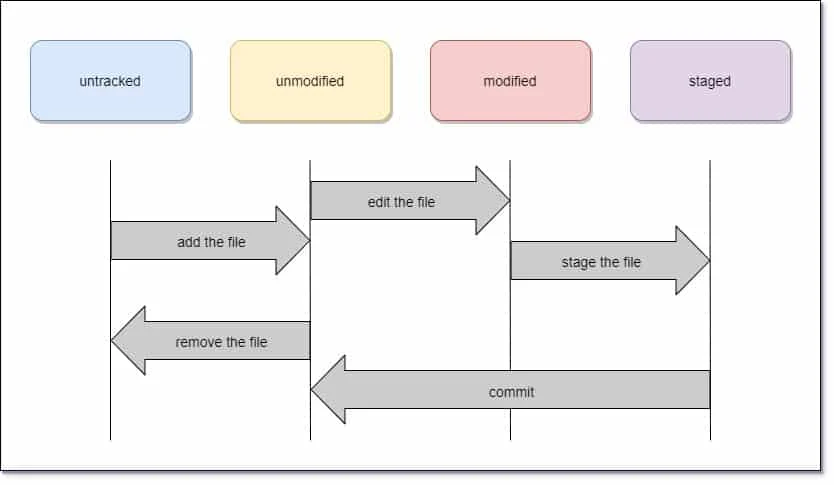 untracked
unmodified
modified
staged
edit the file
add the file
stage the file
remove the file
commit